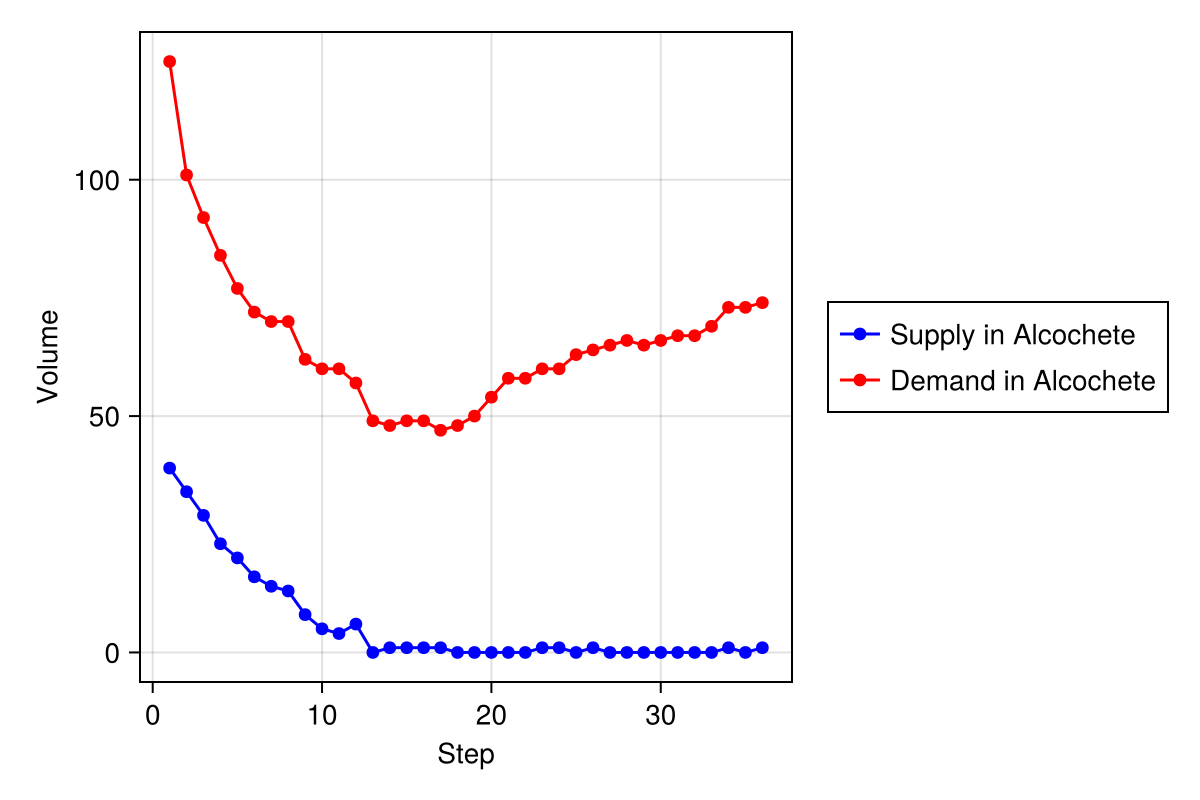 100
50
0
Volume
0 10 20 30
Step
Supply in Alcochete
Demand in Alcochete